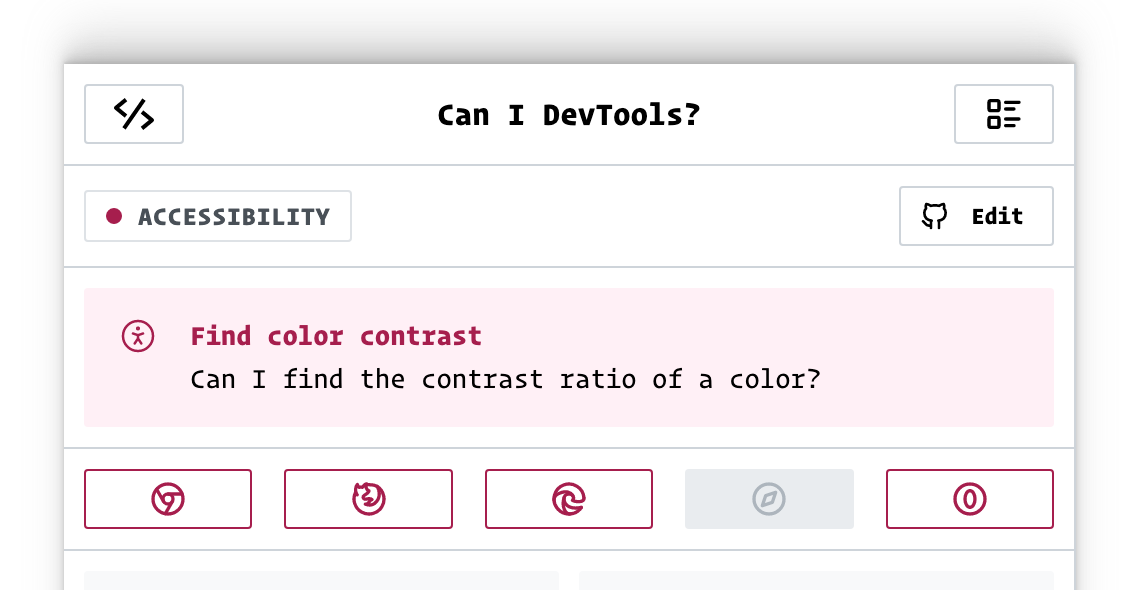 Can I DevTools?
ACCESSIBILITY
Edit
Find color contrast
Can I find the contrast ratio of a color?